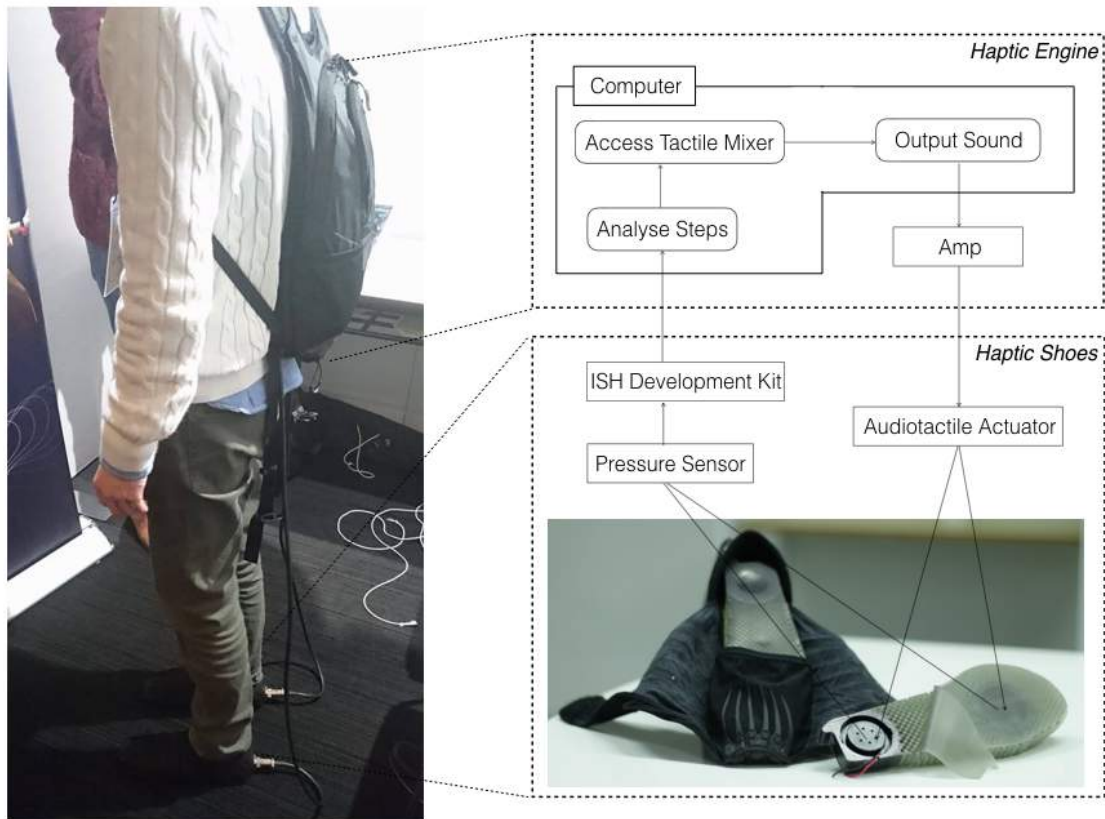 Haptic Engine
Computer
Access Tactile Mixer
Output Sound
Analyse Steps
Amp
Haptic Shoes
ISH Development Kit
Audiotactile Actuator
Pressure Sensor